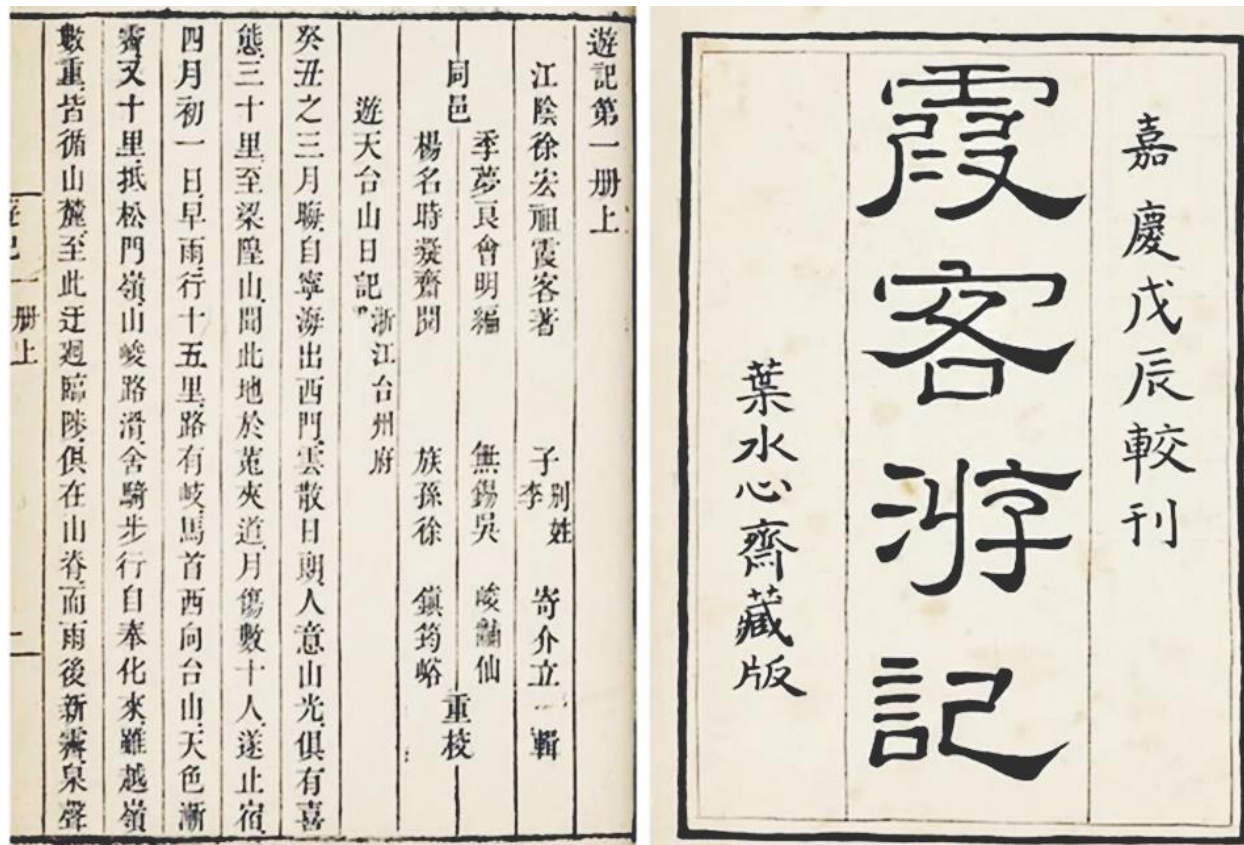 嘉慶戊辰較刊
霞客游記
葉水心齋藏版
遊記第一册上
江陰徐宏祖霞客著 子李別姓寄介立輯
同邑
季夢良會明編 無錫吳峻仙
楊名時凝齋閱 族孫徐鎮筠峪
重校
遊天台山日記 浙江台州府
癸丑之三月晦自寧海出西門雲散日朗人意山光俱有喜
態三十里至梁隍山聞此地於菟夾道月傷數十人遂止宿
四月初一日早雨行十五里路有岐馬首西向台山天色漸
霽又十里抵松門嶺山峻路滑舍騎步行自奉化來雖越嶺
數重皆循山麓至此迂迴臨陟俱在山脊而雨後新霽泉聲
遊記一册上 一